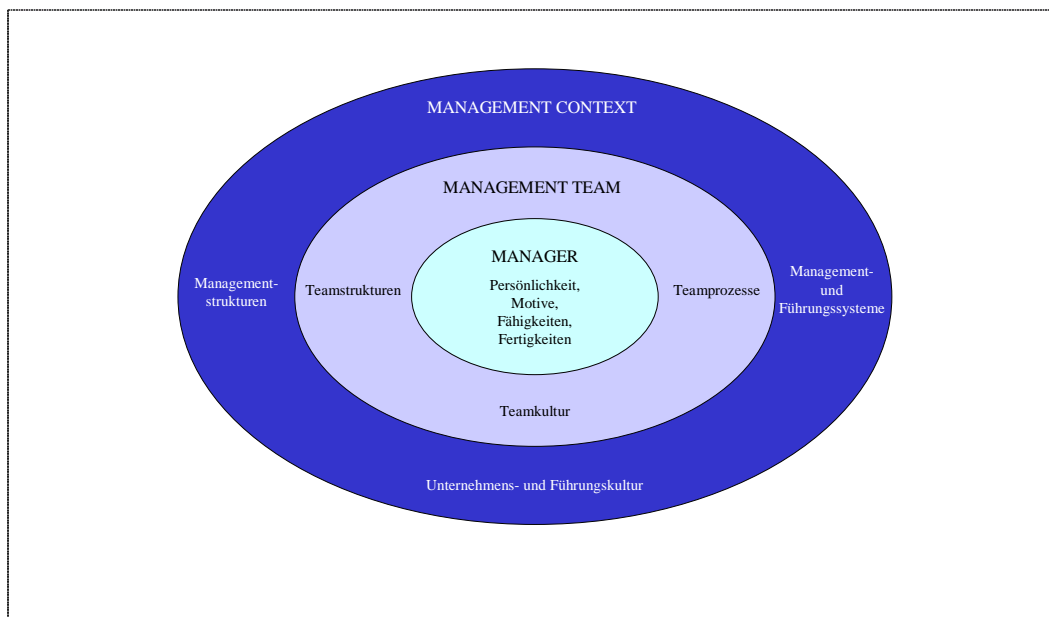 MANAGEMENT CONTEXT
MANAGEMENT TEAM
MANAGER
Persönlichkeit,
Motive,
Fähigkeiten,
Fertigkeiten
Management-
strukturen
Teamstrukturen
Teamprozesse
Management-
und
Führungssysteme
Teamkultur
Unternehmens- und Führungskultur